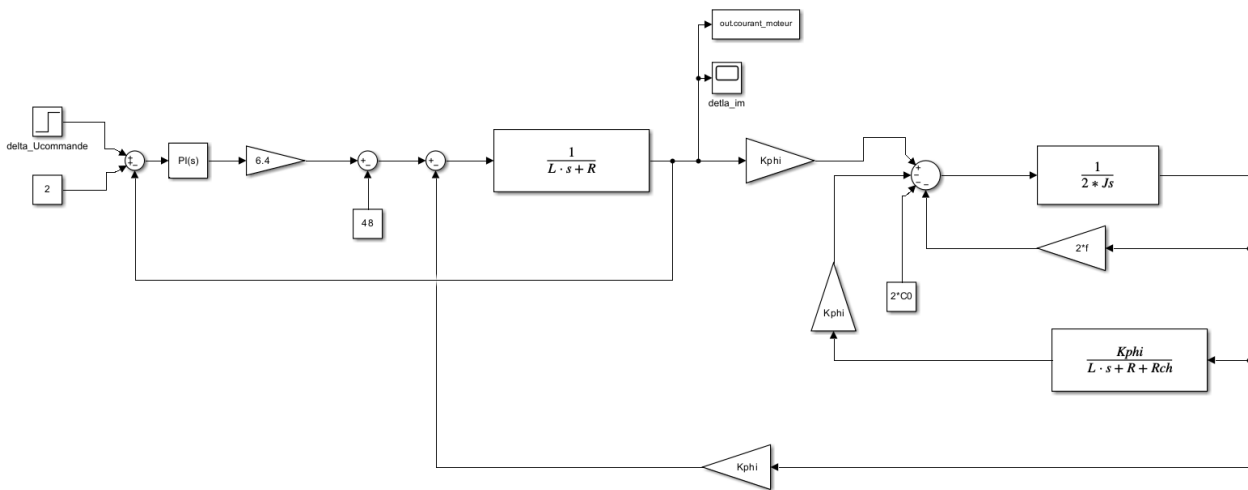 out.courant_moteur
detla_im
delta_Ucommande
+
+
−
PI(s)
6.4
+
−
+
−
1
L · s + R
Kphi
+
−
−
−
1
2 * Js
2
48
2*f
2*C0
Kphi
Kphi
L · s + R + Rch
Kphi